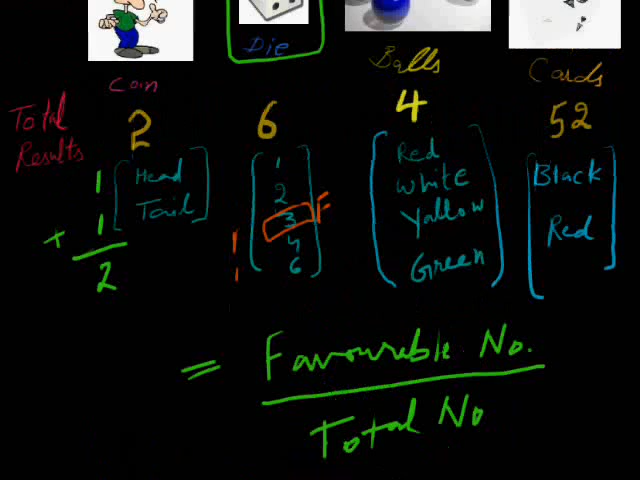 Die
Balls
Coin
Cards
Total
Results
2
6
4
52
1
Head
1
Tail
+
2
1
2
3
F
4
6
Red
White
Yallow
Green
Black
Red
= Favourable No.
Total No